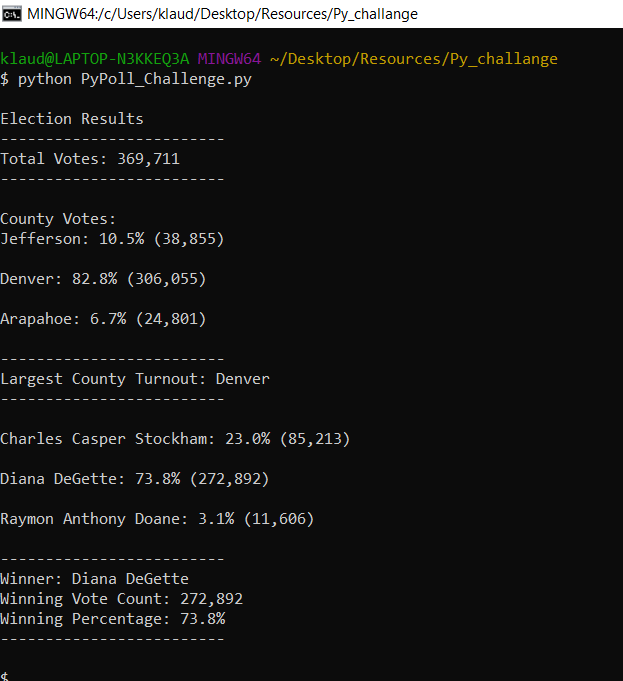 MINGW64:/c/Users/klaud/Desktop/Resources/Py_challange
klaud@LAPTOP-N3KKEQ3A MINGW64 ~/Desktop/Resources/Py_challange
$ python PyPoll_Challenge.py
Election Results
-------------------------
Total Votes: 369,711
-------------------------
County Votes:
Jefferson: 10.5% (38,855)
Denver: 82.8% (306,055)
Arapahoe: 6.7% (24,801)
-------------------------
Largest County Turnout: Denver
-------------------------
Charles Casper Stockham: 23.0% (85,213)
Diana DeGette: 73.8% (272,892)
Raymon Anthony Doane: 3.1% (11,606)
-------------------------
Winner: Diana DeGette
Winning Vote Count: 272,892
Winning Percentage: 73.8%
-------------------------
$